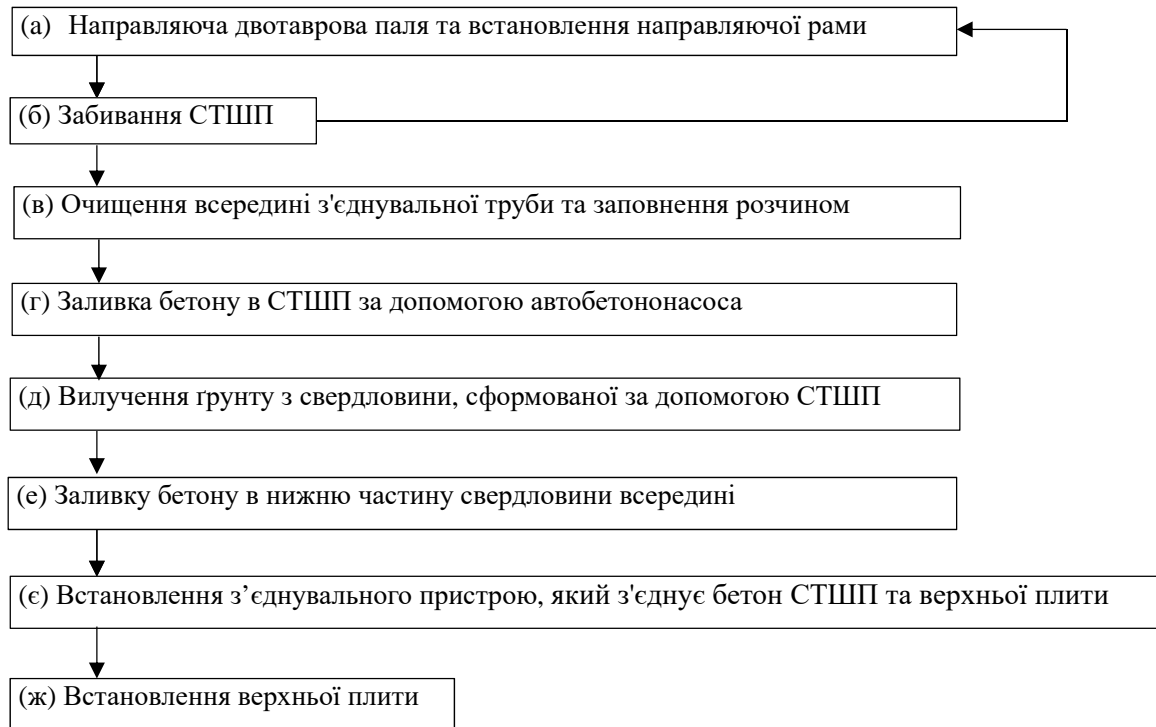 (а) Направляюча двотаврова паля та встановлення направляючої рами
(б) Забивання СТШП
(в) Очищення всередині з'єднувальної труби та заповнення розчином
(г) Заливка бетону в СТШП за допомогою автобетононасоса
(д) Вилучення ґрунту з свердловини, сформованої за допомогою СТШП
(е) Заливку бетону в нижню частину свердловини всередині
(є) Встановлення з’єднувального пристрою, який з'єднує бетон СТШП та верхньої плити
(ж) Встановлення верхньої плити